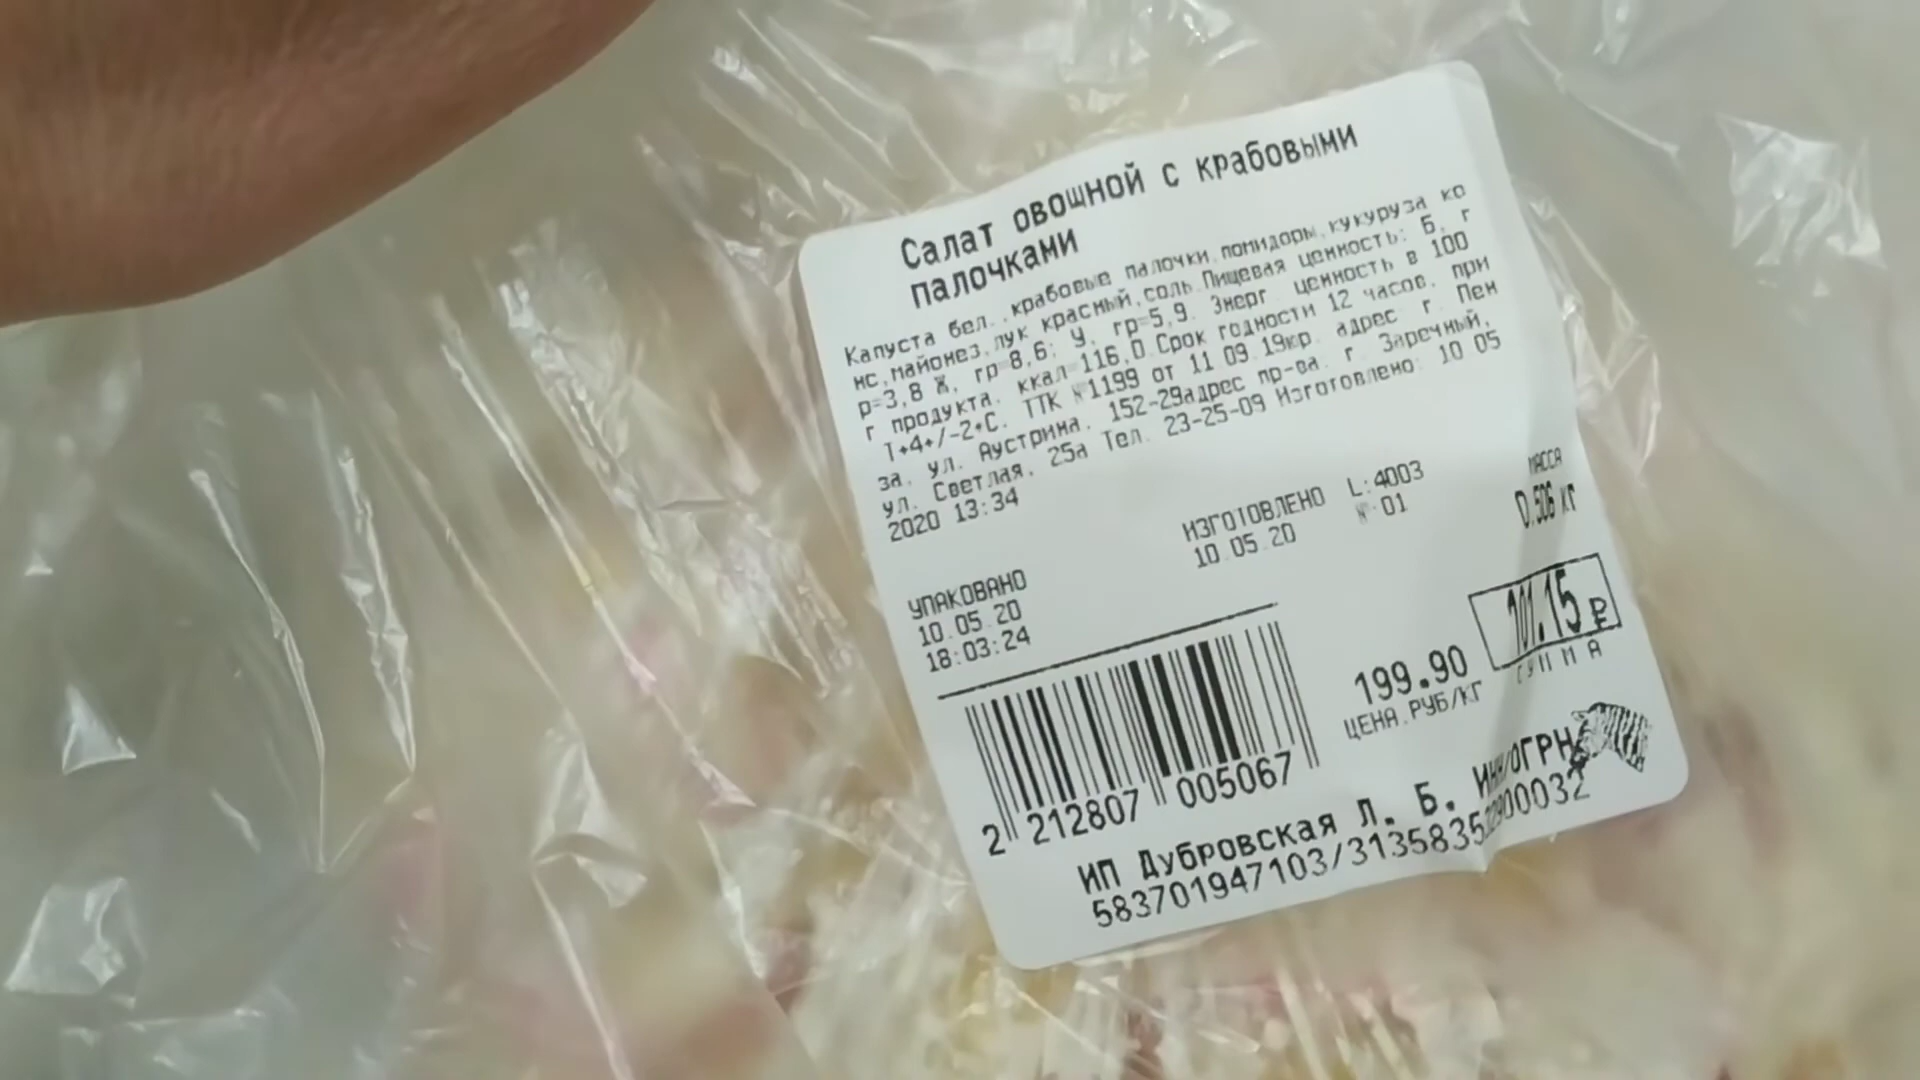 Салат овощной с крабовыми
палочками
Капуста бел..крабовые палочки,помидоры,кукуруза ко
нс,майонез,лук красный,соль.Пищевая ценность: Б, г
р=3,8 Ж, гр=8,6; У, гр=5,9. Энерг. ценность в 100
г продукта, ккал=116,0.Срок годности 12 часов, при
Т+4+/-2•С. ТТК №1199 от 11.09.19юр. адрес г. Пен
за, ул. Аустрина, 152-29адрес пр-ва. г. Заречный,
ул. Светлая, 25а Тел. 23-25-09 Изготовлено: 10 05
2020 13:34
МАССА
ИЗГОТОВЛЕНО L:4003 0.506 кг
10.05.20 №:01
УПАКОВАНО
10.05.20
18:03:24
101.15 ₽
СУММА
199.90
ЦЕНА.РУБ/КГ
2 212807 005067
ИП Дубровская Л. Б. ИНН/ОГРН
583701947103/313583522900032